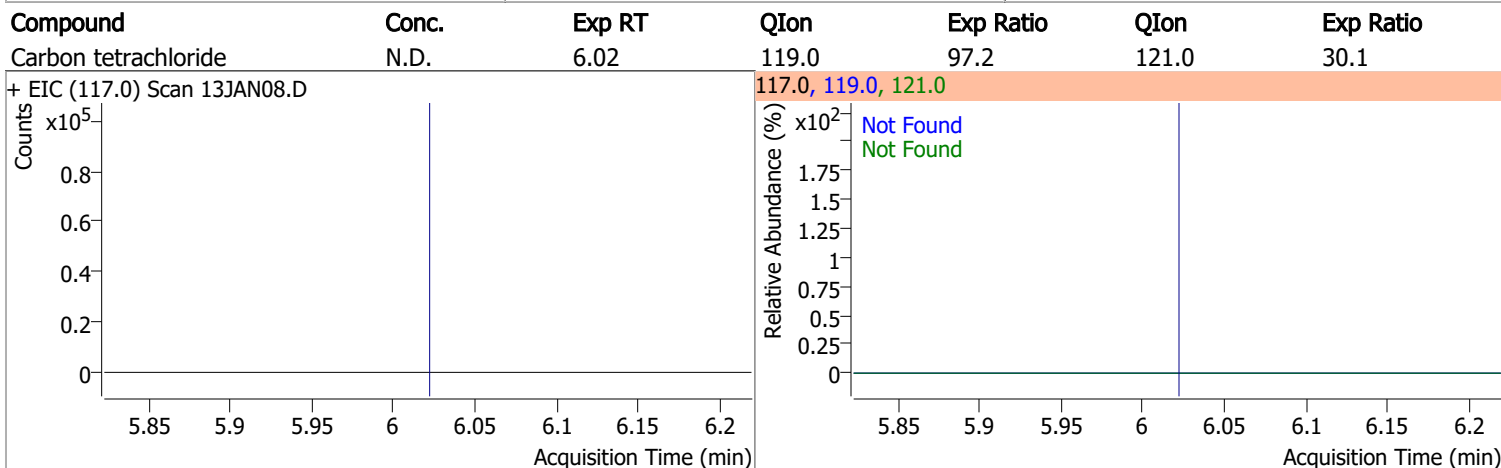 Compound Conc. Exp RT QIon Exp Ratio QIon Exp Ratio
Carbon tetrachloride N.D. 6.02 119.0 97.2 121.0 30.1
+ EIC (117.0) Scan 13JAN08.D
Counts
x10^5
0.8
0.6
0.4
0.2
0
5.85 5.9 5.95 6 6.05 6.1 6.15 6.2
Acquisition Time (min)
117.0, 119.0, 121.0
Relative Abundance (%)
x10^2
Not Found
Not Found
1.75
1.5
1.25
1
0.75
0.5
0.25
0
5.85 5.9 5.95 6 6.05 6.1 6.15 6.2
Acquisition Time (min)